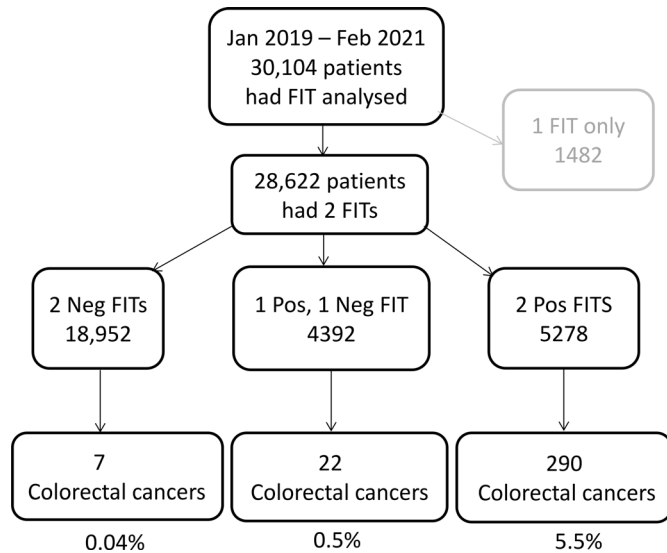 Jan 2019 – Feb 2021
30,104 patients
had FIT analysed
1 FIT only
1482
28,622 patients
had 2 FITs
2 Neg FITs
18,952
1 Pos, 1 Neg FIT
4392
2 Pos FITS
5278
7
Colorectal cancers
22
Colorectal cancers
290
Colorectal cancers
0.04%
0.5%
5.5%